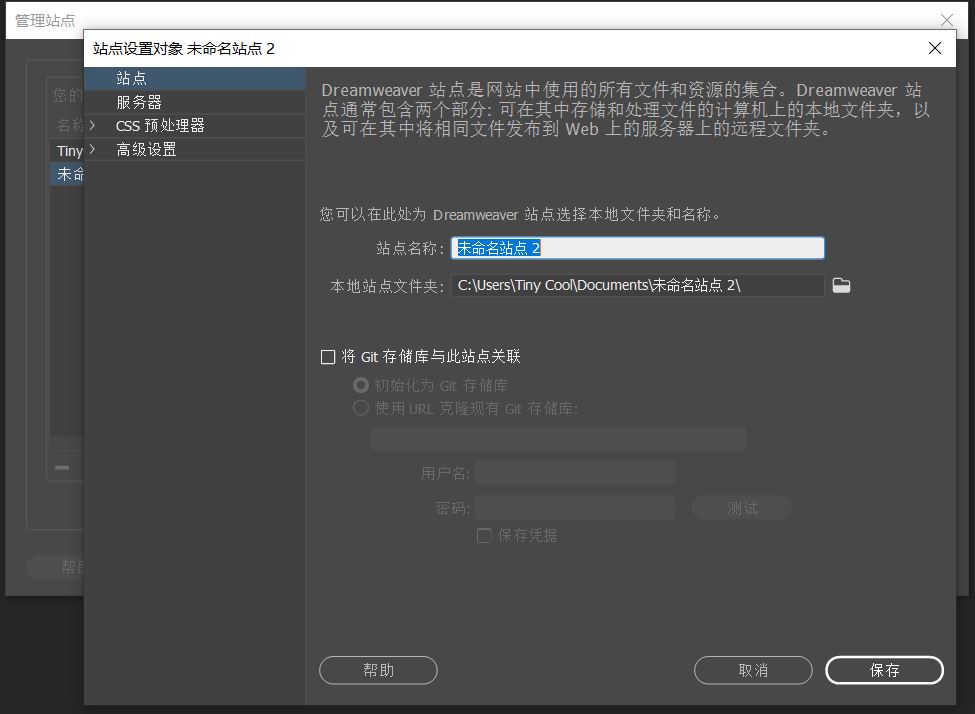 管理站点
站点设置对象 未命名站点 2
您的
名称
Tiny
未命
帮助
站点
服务器
CSS 预处理器
高级设置
Dreamweaver 站点是网站中使用的所有文件和资源的集合。Dreamweaver 站
点通常包含两个部分: 可在其中存储和处理文件的计算机上的本地文件夹，以
及可在其中将相同文件发布到 Web 上的服务器上的远程文件夹。
您可以在此处为 Dreamweaver 站点选择本地文件夹和名称。
站点名称: 未命名站点 2
本地站点文件夹: C:\Users\Tiny Cool\Documents\未命名站点 2\
将 Git 存储库与此站点关联
初始化为 Git 存储库
使用 URL 克隆现有 Git 存储库:
用户名:
密码: 测试
保存凭据
帮助 取消 保存